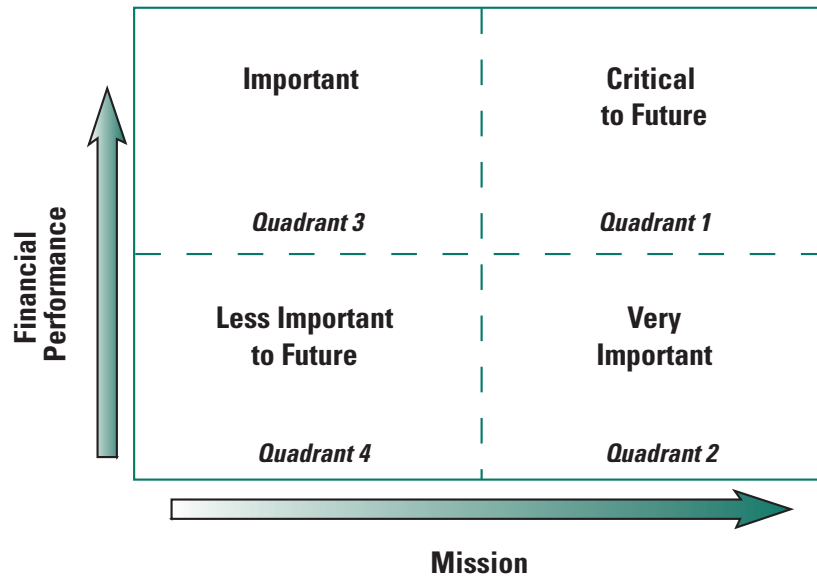 Important
Critical
to Future
Quadrant 3
Quadrant 1
Financial
Performance
Less Important
to Future
Very
Important
Quadrant 4
Quadrant 2
Mission